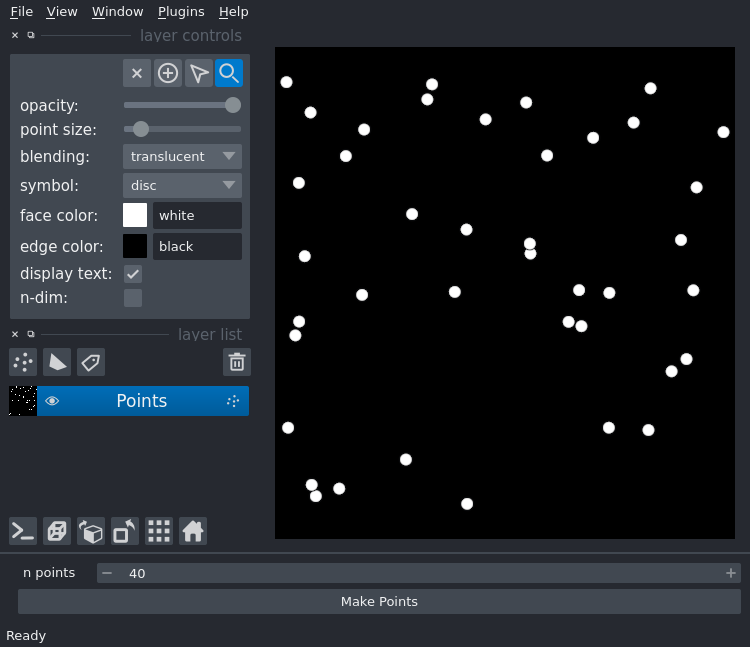 File View Window Plugins Help
layer controls
opacity:
point size:
blending: translucent
symbol: disc
face color: white
edge color: black
display text:
n-dim:
layer list
Points
n points 40
Make Points
Ready